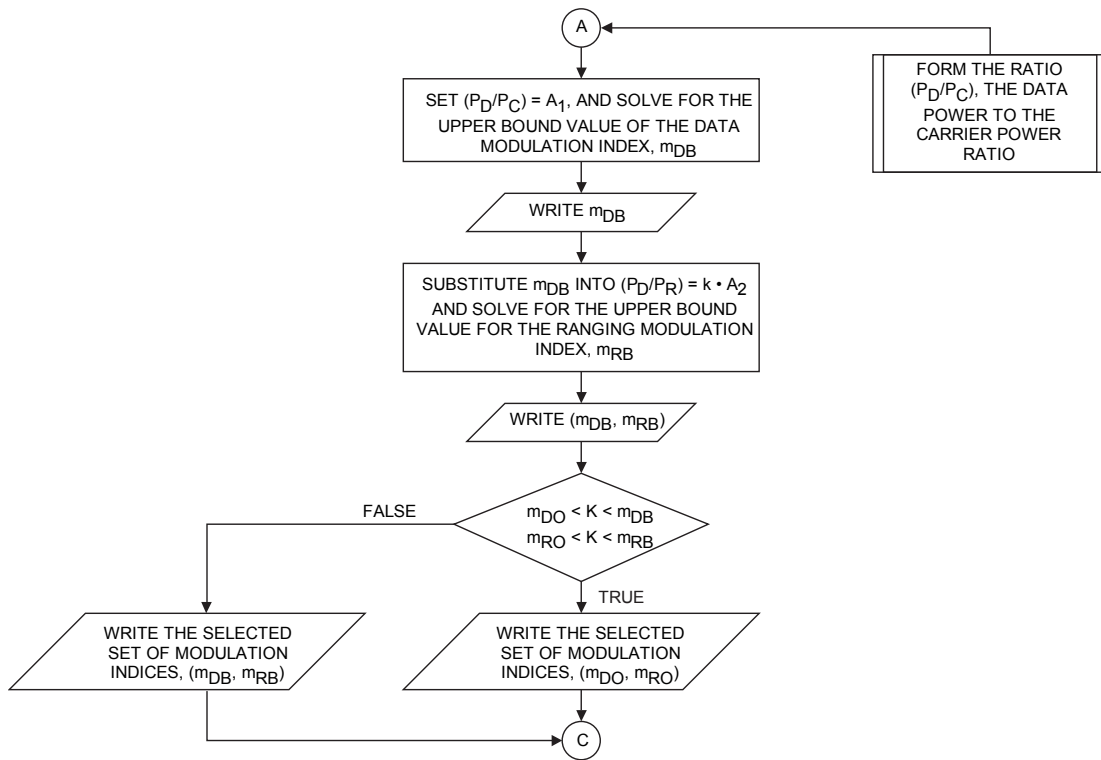 A
FORM THE RATIO
(PD/PC), THE DATA
POWER TO THE
CARRIER POWER
RATIO
SET (PD/PC) = A1, AND SOLVE FOR THE
UPPER BOUND VALUE OF THE DATA
MODULATION INDEX, mDB
WRITE mDB
SUBSTITUTE mDB INTO (PD/PR) = k • A2
AND SOLVE FOR THE UPPER BOUND
VALUE FOR THE RANGING MODULATION
INDEX, mRB
WRITE (mDB, mRB)
FALSE
mDO < K < mDB
mRO < K < mRB
TRUE
WRITE THE SELECTED
SET OF MODULATION
INDICES, (mDB, mRB)
WRITE THE SELECTED
SET OF MODULATION
INDICES, (mDO, mRO)
C